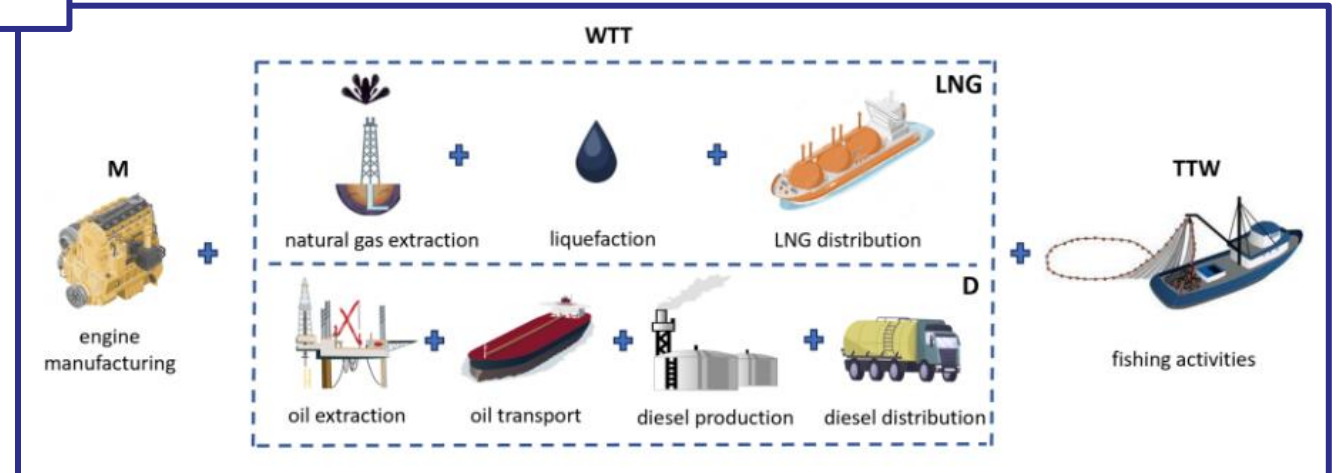 WTT
LNG
M
TTW
natural gas extraction
liquefaction
LNG distribution
D
engine
manufacturing
fishing activities
oil extraction
oil transport
diesel production
diesel distribution